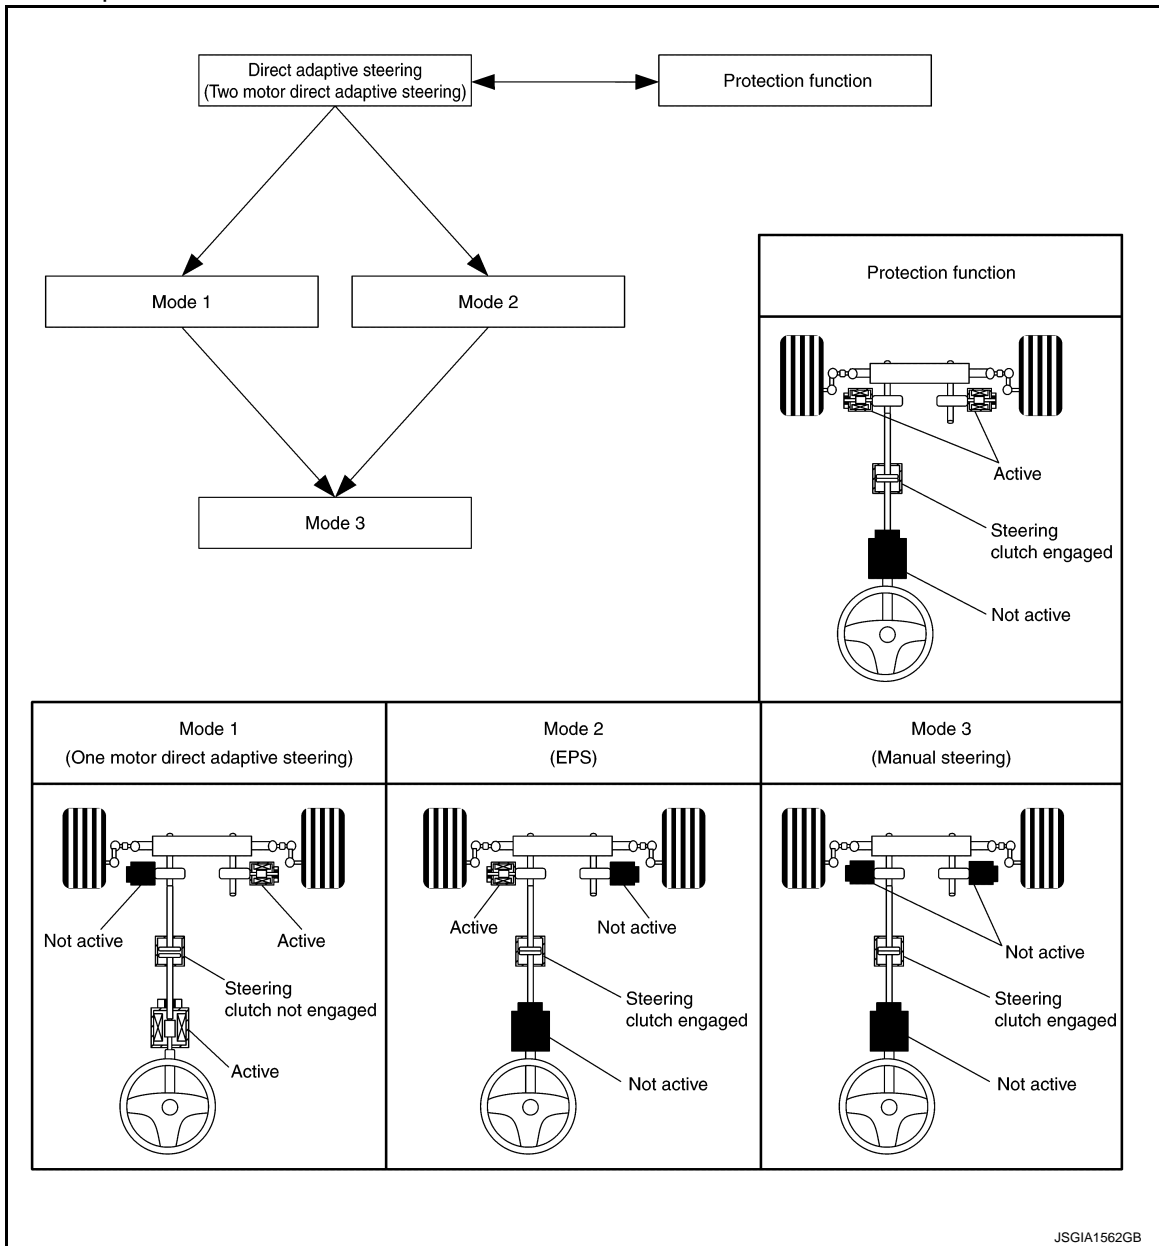 Direct adaptive steering
(Two motor direct adaptive steering)
Protection function
Mode 1
Mode 2
Mode 3
Protection function
Active
Steering
clutch engaged
Not active
Mode 1
(One motor direct adaptive steering)
Not active
Active
Steering
clutch not engaged
Active
Mode 2
(EPS)
Active
Not active
Steering
clutch engaged
Not active
Mode 3
(Manual steering)
Not active
Steering
clutch engaged
Not active
JSGIA1562GB